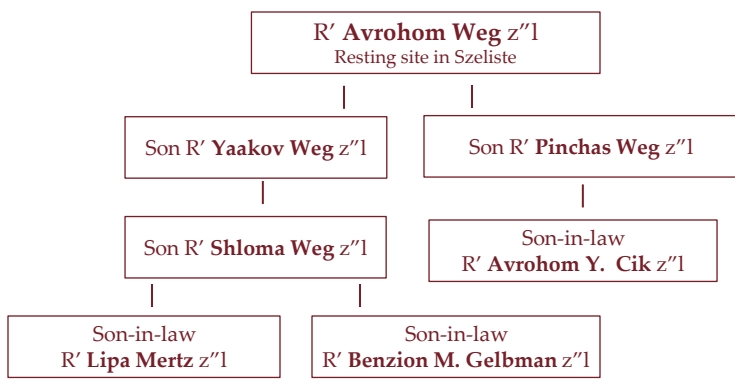 R’ Avrohom Weg z”l
Resting site in Szeliste
Son R’ Yaakov Weg z”l
Son R’ Pinchas Weg z”l
Son R’ Shloma Weg z”l
Son-in-law
R’ Avrohom Y. Cik z”l
Son-in-law
R’ Lipa Mertz z”l
Son-in-law
R’ Benzion M. Gelbman z”l